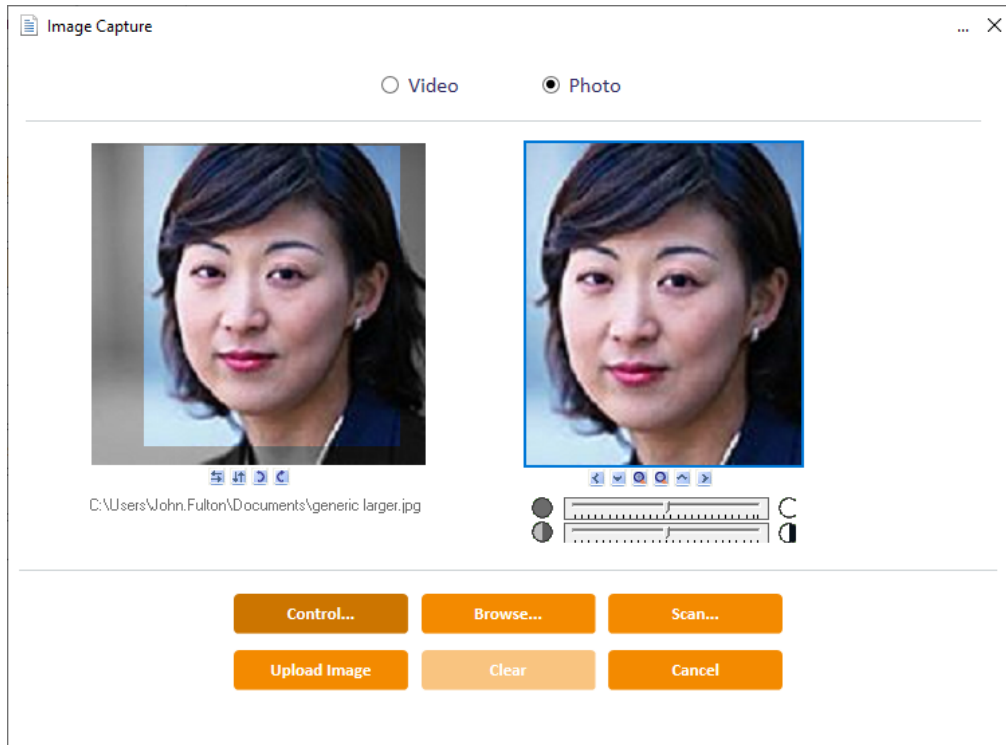 Image Capture ...
Video Photo
C:\Users\John.Fulton\Documents\generic larger.jpg
Control... Browse... Scan...
Upload Image Clear Cancel